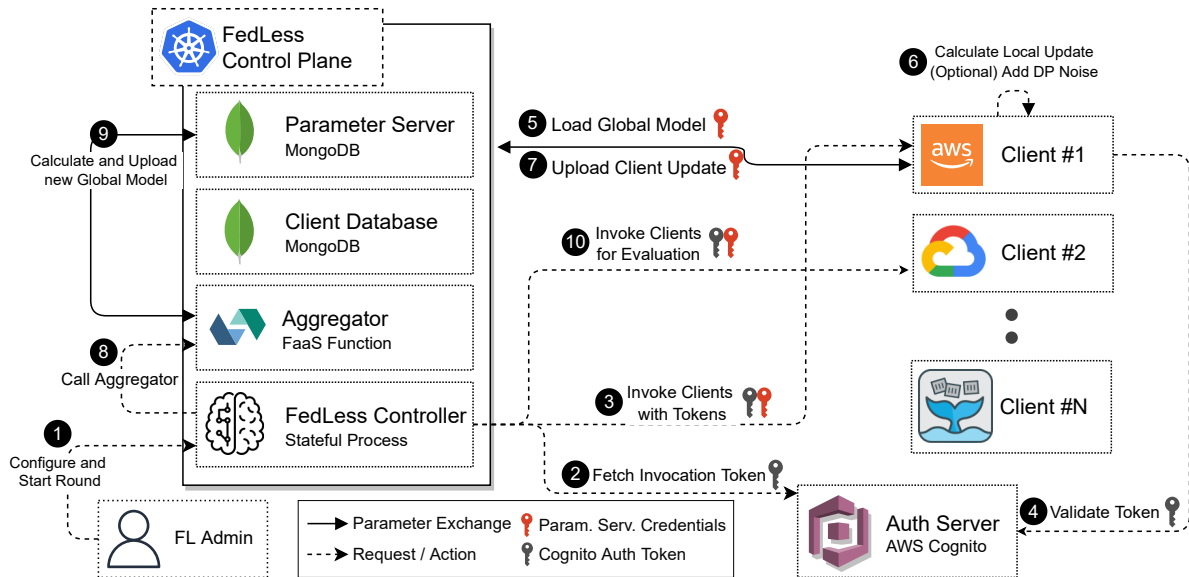 FedLess
Control Plane
Parameter Server
MongoDB
Client Database
MongoDB
Aggregator
FaaS Function
FedLess Controller
Stateful Process
9
Calculate and Upload
new Global Model
8
Call Aggregator
1
Configure and
Start Round
FL Admin
5 Load Global Model
7 Upload Client Update
10 Invoke Clients
for Evaluation
3 Invoke Clients
with Tokens
2 Fetch Invocation Token
6 Calculate Local Update
(Optional) Add DP Noise
aws
Client #1
Client #2
Client #N
Auth Server
AWS Cognito
4 Validate Token
Parameter Exchange
Param. Serv. Credentials
Request / Action
Cognito Auth Token